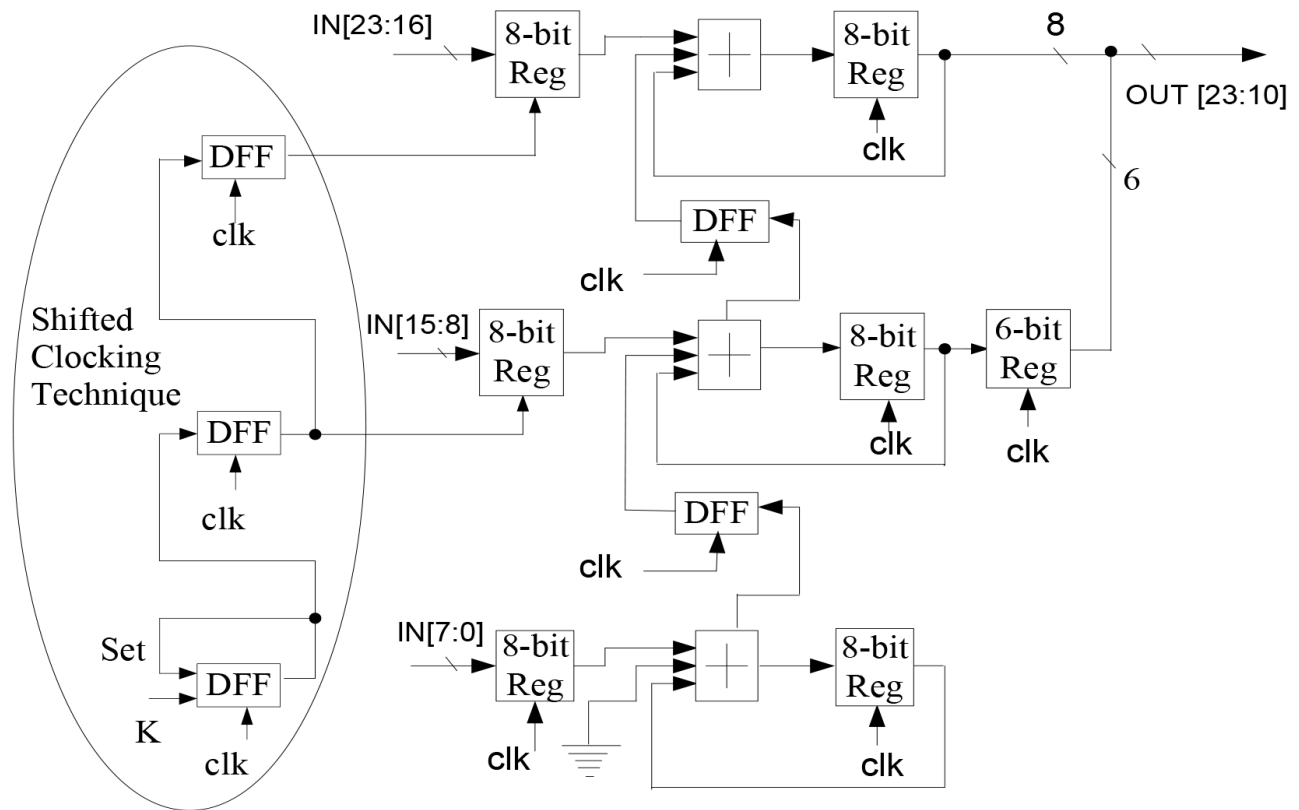 IN[23:16]
8-bit
Reg
+
8-bit
Reg
8
OUT [23:10]
clk
6
DFF
clk
DFF
clk
Shifted
Clocking
Technique
IN[15:8]
8-bit
Reg
+
8-bit
Reg
6-bit
Reg
clk
clk
DFF
clk
DFF
clk
IN[7:0]
8-bit
Reg
+
8-bit
Reg
Set
DFF
K
clk
clk
clk